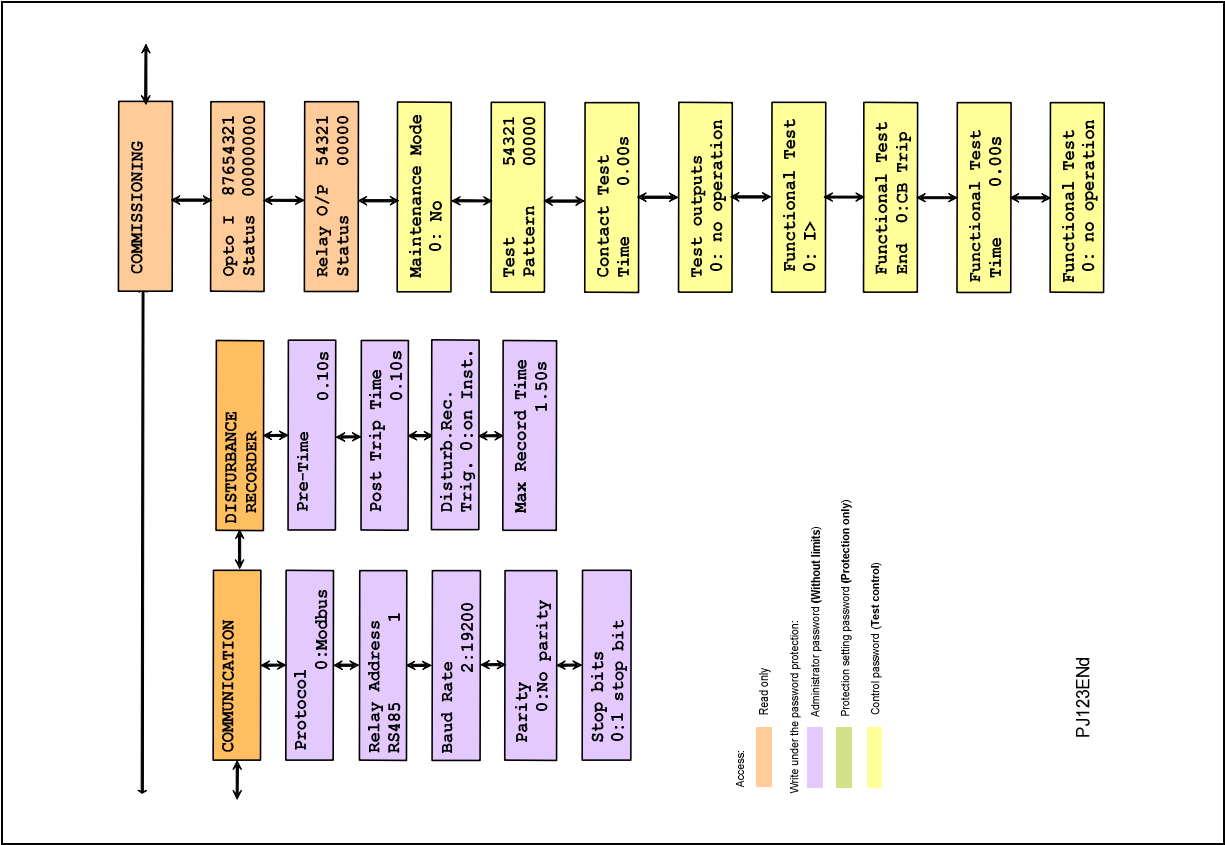 COMMUNICATION
Protocol
0:Modbus
Relay Address
RS485 1
Baud Rate
2:19200
Parity
0:No parity
Stop bits
0:1 stop bit
DISTURBANCE
RECORDER
Pre-Time
0.10s
Post Trip Time
0.10s
Disturb.Rec.
Trig. 0:on Inst.
Max Record Time
1.50s
COMMISSIONING
Opto I 87654321
Status 00000000
Relay O/P 54321
Status 00000
Maintenance Mode
0: No
Test 54321
Pattern 00000
Contact Test
Time 0.00s
Test outputs
0: no operation
Functional Test
0: I>
Functional Test
End 0:CB Trip
Functional Test
Time 0.00s
Functional Test
0: no operation
Access:
Read only
Write under the password protection:
Administrator password (Without limits)
Protection setting password (Protection only)
Control password (Test control)
PJ123ENd